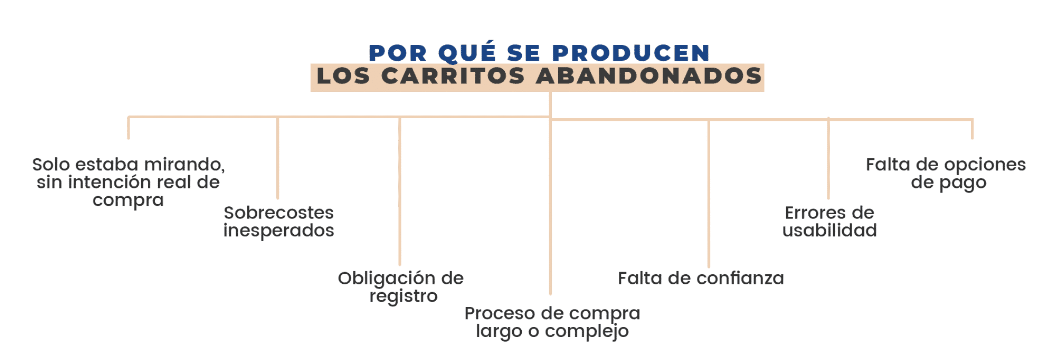 POR QUÉ SE PRODUCEN
LOS CARRITOS ABANDONADOS
Solo estaba mirando,
sin intención real de
compra
Sobrecostes
inesperados
Obligación de
registro
Proceso de compra
largo o complejo
Falta de confianza
Errores de
usabilidad
Falta de opciones
de pago